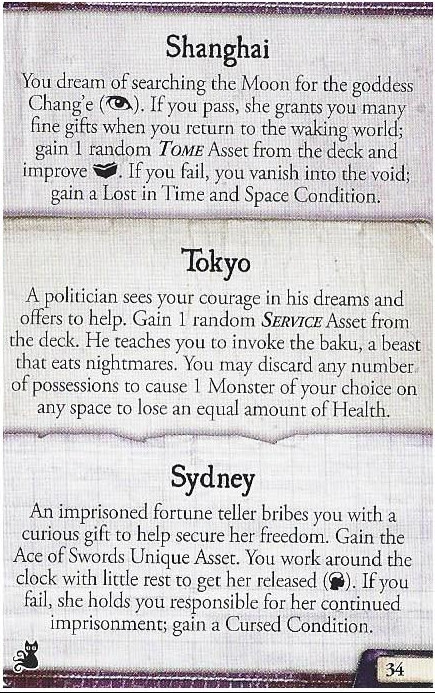 Shanghai
You dream of searching the Moon for the goddess
Chang'e (). If you pass, she grants you many
fine gifts when you return to the waking world;
gain 1 random TOME Asset from the deck and
improve . If you fail, you vanish into the void;
gain a Lost in Time and Space Condition.
Tokyo
A politician sees your courage in his dreams and
offers to help. Gain 1 random SERVICE Asset from
the deck. He teaches you to invoke the baku, a beast
that eats nightmares. You may discard any number
of possessions to cause 1 Monster of your choice on
any space to lose an equal amount of Health.
Sydney
An imprisoned fortune teller bribes you with a
curious gift to help secure her freedom. Gain the
Ace of Swords Unique Asset. You work around the
clock with little rest to get her released (). If you
fail, she holds you responsible for her continued
imprisonment; gain a Cursed Condition.
34